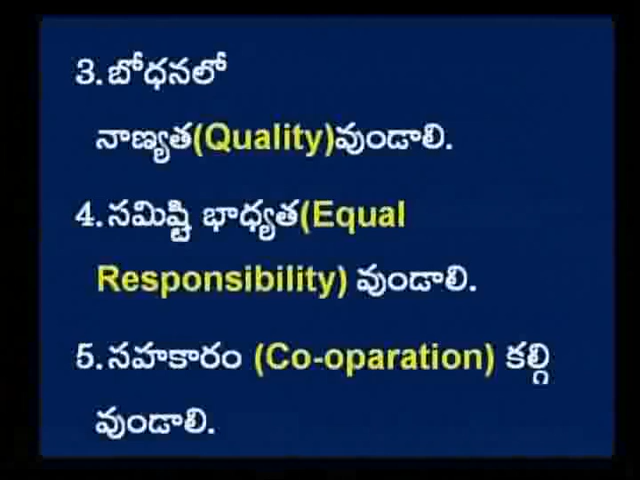 3. బోధనలో
నాణ్యత(Quality)వుండాలి.
4. సమిష్టి భాధ్యత(Equal
Responsibility) వుండాలి.
5. సహకారం (Co-oparation) కల్గి
వుండాలి.